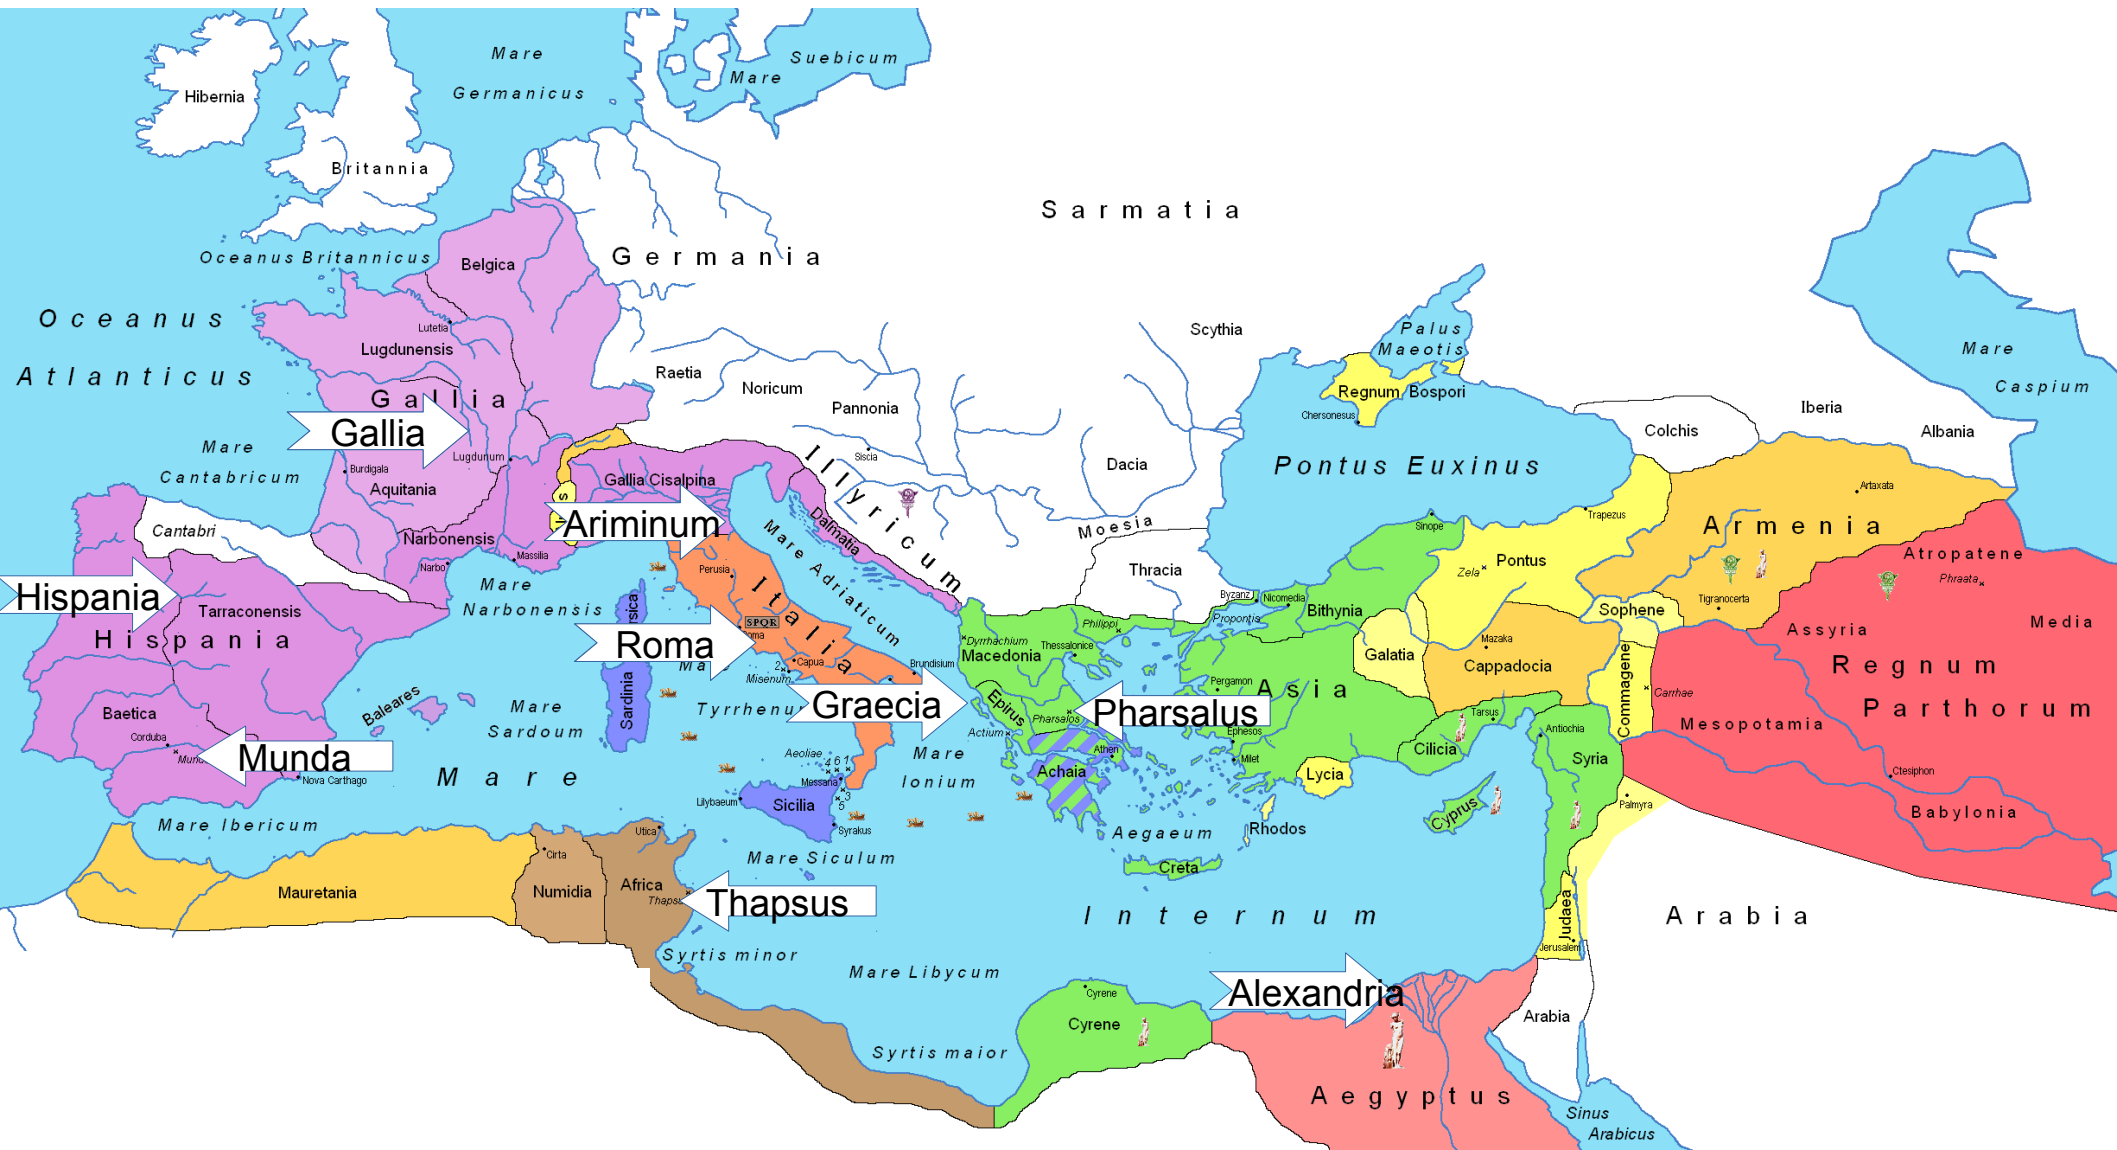 Mare
Suebicum
Mare
Germanicus
Hibernia
Britannia
Sarmatia
Oceanus Britannicus
Belgica
Germania
Oceanus
Atlanticus
Lutetia
Lugdunensis
Scythia
Palus
Maeotis
Mare
Caspium
Raetia
Noricum
Pannonia
Regnum Bospori
Chersonesus
Gallia
Gallia
Iberia
Colchis
Albania
Mare
Cantabricum
Lugdunum
Burdigala
Aquitania
Siscia
Illyricum
Dacia
Pontus Euxinus
Gallia Cisalpina
Artaxata
Armenia
Ariminum
Cantabri
Narbonensis
Narbo
Massilia
Dalmatia
Mare Adriaticum
Moesia
Sinope
Trapezus
Atropatene
Phraata
Hispania
Tarraconensis
Hispania
Mare
Narbonensis
Perusia
Italia
SPQR
Roma
Thracia
Byzanz
Nicomedia
Propontis
Bithynia
Zela
Pontus
Sophene
Tigranocerta
Assyria
Media
Regnum
Parthorum
Capua
Misenum
2
Brundisium
Dyrrhachium
Macedonia
Thessalonice
Philippi
Galatia
Mazaka
Cappadocia
Commagene
Carrhae
Mesopotamia
Baetica
Corduba
Munda
Nova Carthago
Baleares
Mare
Sardoum
Sardinia
Graecia
Epirus
Pharsalos
Pharsalus
Actium
Pergamon
Asia
Ephesos
Milet
Tarsus
Cilicia
Antiochia
Syria
Athen
Achaia
Lycia
Mare
Ionium
Aeoliae
4 6 1
Messana
3
5
Lilybaeum
Sicilia
Syrakus
Mare
Internum
Ctesiphon
Babylonia
Palmyra
Cyprus
Rhodos
Aegaeum
Creta
Mare Ibericum
Mare Siculum
Utica
Cirta
Mauretania
Numidia
Africa
Thapsus
Judaea
Jerusalem
Arabia
Syrtis minor
Mare Libycum
Alexandria
Cyrene
Cyrene
Arabia
Syrtis maior
Aegyptus
Sinus
Arabicus